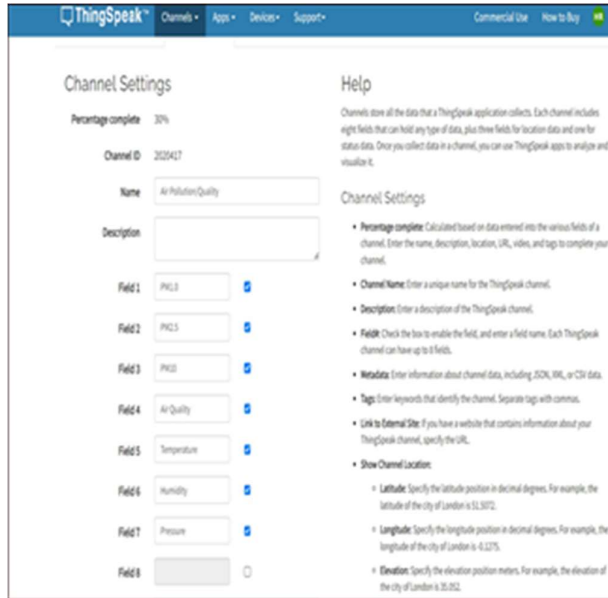 ThingSpeak™ Channels Apps Devices Support Commercial Use How to Buy HR
Channel Settings
Percentage complete 30%
Channel ID 2020417
Name Air Pollution/Quality
Description
Field 1 PM1.0
Field 2 PM2.5
Field 3 PM10
Field 4 Air Quality
Field 5 Temperature
Field 6 Humidity
Field 7 Pressure
Field 8
Help
Channels store all the data that a ThingSpeak application collects. Each channel includes
eight fields that can hold any type of data, plus three fields for location data and one for
status data. Once you collect data in a channel, you can use ThingSpeak apps to analyze and
visualize it.
Channel Settings
• Percentage complete: Calculated based on data entered into the various fields of a
channel. Enter the name, description, location, URL, video, and tags to complete your
channel.
• Channel Name: Enter a unique name for the ThingSpeak channel.
• Description: Enter a description of the ThingSpeak channel.
• Field#: Check the box to enable the field, and enter a field name. Each ThingSpeak
channel can have up to 8 fields.
• Metadata: Enter information about channel data, including JSON, XML, or CSV data.
• Tags: Enter keywords that identify the channel. Separate tags with commas.
• Link to External Site: If you have a website that contains information about your
ThingSpeak channel, specify the URL.
• Show Channel Location:
◦ Latitude: Specify the latitude position in decimal degrees. For example, the
latitude of the city of London is 51.5072.
◦ Longitude: Specify the longitude position in decimal degrees. For example, the
longitude of the city of London is -0.1275.
◦ Elevation: Specify the elevation position meters. For example, the elevation of
the city of London is 35.052.